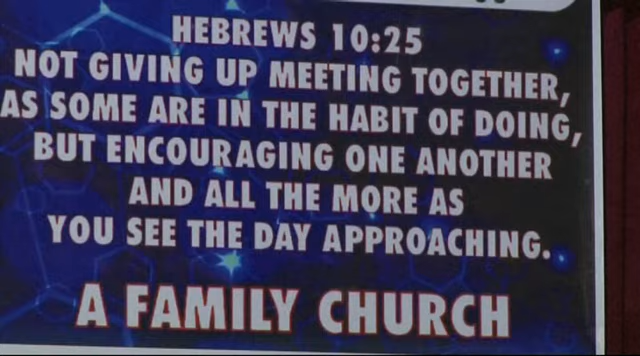 HEBREWS 10:25
NOT GIVING UP MEETING TOGETHER,
AS SOME ARE IN THE HABIT OF DOING,
BUT ENCOURAGING ONE ANOTHER
AND ALL THE MORE AS
YOU SEE THE DAY APPROACHING.
A FAMILY CHURCH